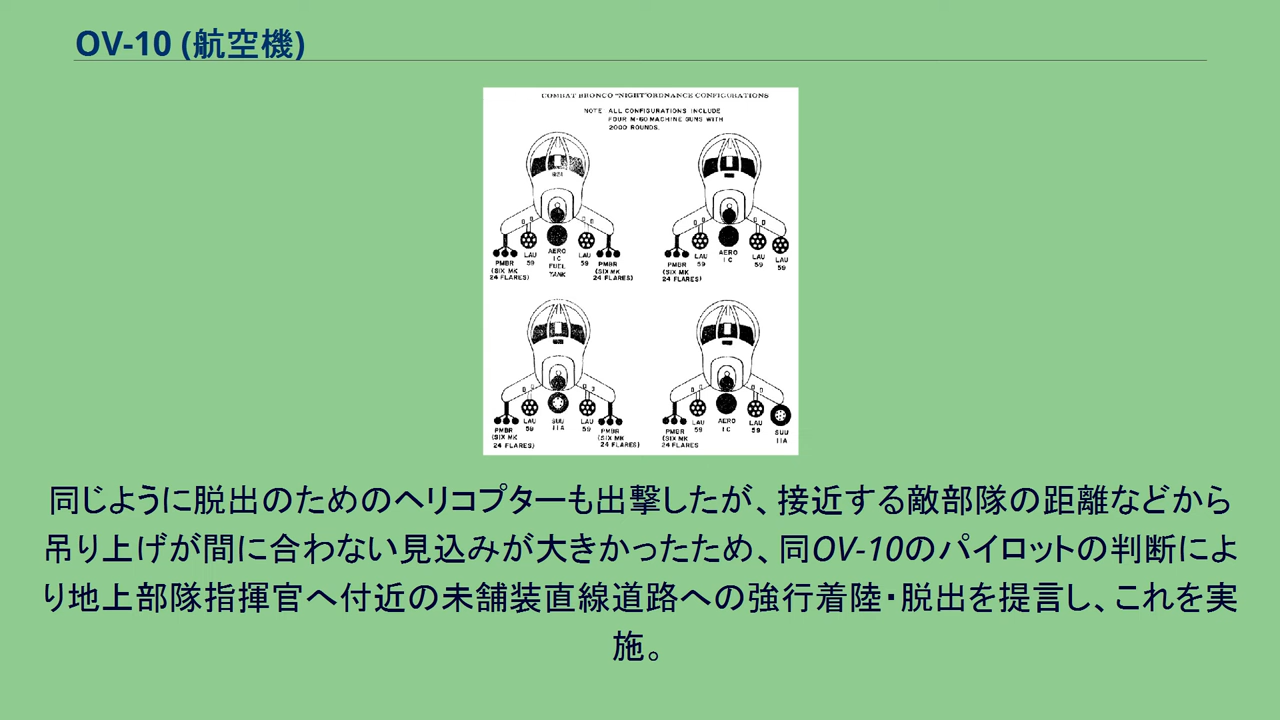 OV-10 (航空機)
COMBAT BRONCO "NIGHT" ORDNANCE CONFIGURATIONS
NOTE ALL CONFIGURATIONS INCLUDE
FOUR M-60 MACHINE GUNS WITH
2000 ROUNDS.
PMBR
(SIX MK
24 FLARES)
LAU
59
AERO
1C
FUEL
TANK
LAU
59
PMBR
(SIX MK
24 FLARES)
PMBR
(SIX MK
24 FLARES)
LAU
59
AERO
1C
LAU
59
LAU
59
PMBR
(SIX MK
24 FLARES)
LAU
59
SUU
11A
LAU
59
PMBR
(SIX MK
24 FLARES)
PMBR
(SIX MK
24 FLARES
LAU
59
AERO
1C
LAU
59
SUU
11A
同じように脱出のためのヘリコプターも出撃したが、接近する敵部隊の距離などから
吊り上げが間に合わない見込みが大きかったため、同OV-10のパイロットの判断によ
り地上部隊指揮官へ付近の未舗装直線道路への強行着陸・脱出を提言し、これを実
施。